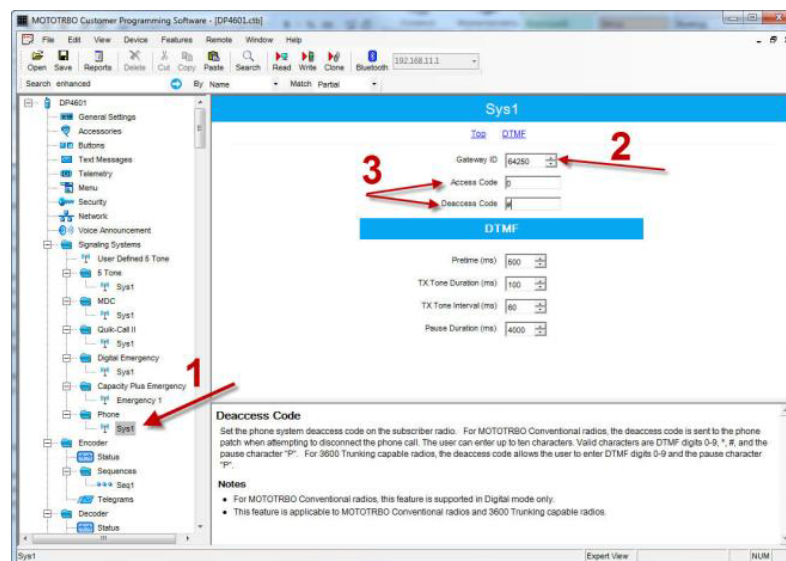 MOTOTRBO Customer Programming Software - [DP4601.ctb]
File Edit View Device Features Remote Window Help
Open Save Reports Delete Cut Copy Paste Search Read Write Clone Bluetooth 192.168.11.1
Search enhanced By Name Match Partial
DP4601
General Settings
Accessories
Buttons
Text Messages
Telemetry
Menu
Security
Network
Voice Announcement
Signaling Systems
User Defined 5 Tone
5 Tone
Sys1
MDC
Sys1
Quik-Call II
Sys1
Digital Emergency
Sys1
Capacity Plus Emergency
Emergency 1
Phone
Sys1
Encoder
Status
Sequences
Seq1
Telegrams
Decoder
Status
1
Sys1
Top DTMF
Gateway ID 64250
2
3
Access Code 0
Deaccess Code #
DTMF
Pretime (ms) 500
TX Tone Duration (ms) 100
TX Tone Interval (ms) 60
Pause Duration (ms) 4000
Deaccess Code
Set the phone system deaccess code on the subscriber radio. For MOTOTRBO Conventional radios, the deaccess code is sent to the phone
patch when attempting to disconnect the phone call. The user can enter up to ten characters. Valid characters are DTMF digits 0-9, *, #, and the
pause character "P". For 3600 Trunking capable radios, the deaccess code allows the user to enter DTMF digits 0-9 and the pause character
"P".
Notes
• For MOTOTRBO Conventional radios, this feature is supported in Digital mode only.
• This feature is applicable to MOTOTRBO Conventional radios and 3600 Trunking capable radios.
Sys1 Expert View NUM